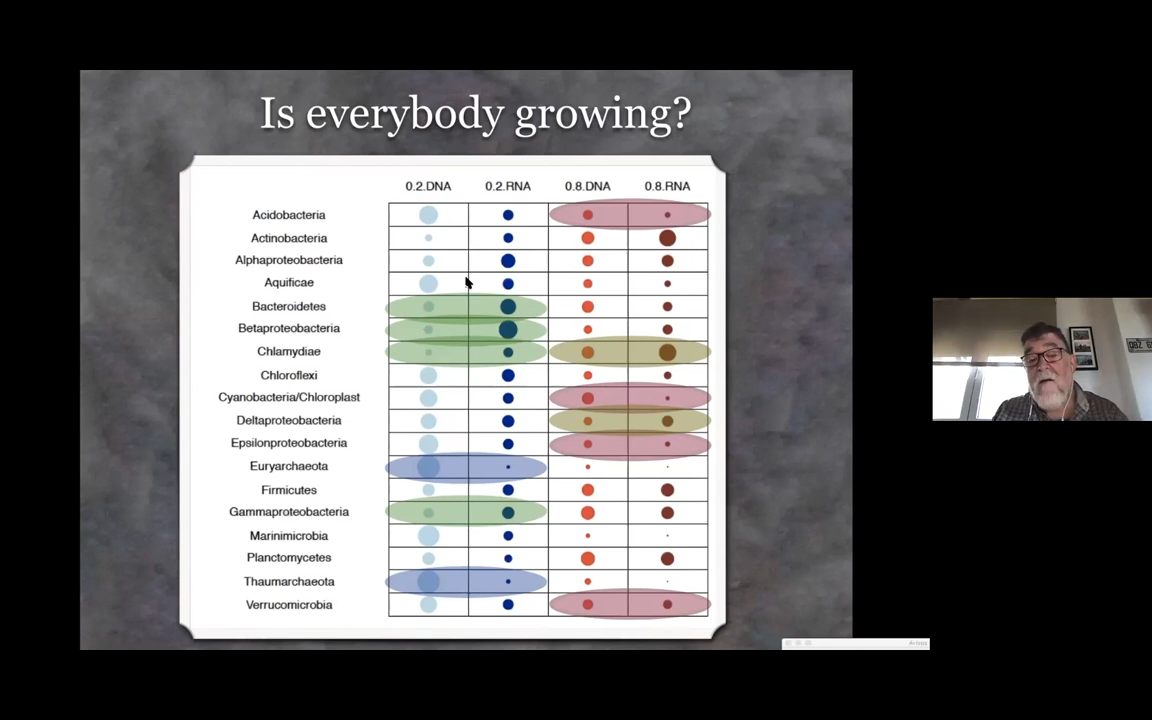 Is everybody growing?
0.2.DNA 0.2.RNA 0.8.DNA 0.8.RNA
Acidobacteria
Actinobacteria
Alphaproteobacteria
Aquificae
Bacteroidetes
Betaproteobacteria
Chlamydiae
Chloroflexi
Cyanobacteria/Chloroplast
Deltaproteobacteria
Epsilonproteobacteria
Euryarchaeota
Firmicutes
Gammaproteobacteria
Marinimicrobia
Planctomycetes
Thaumarchaeota
Verrucomicrobia